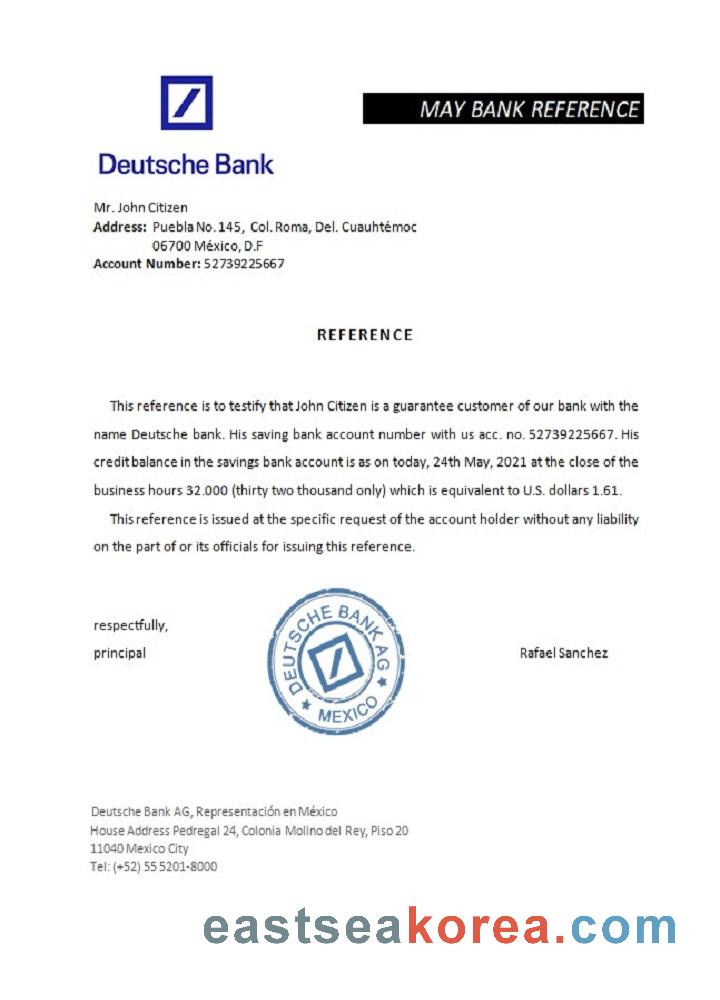 MAY BANK REFERENCE
Deutsche Bank
Mr. John Citizen
Address: Puebla No. 145, Col. Roma, Del. Cuauhtémoc
06700 México, D.F
Account Number: 52739225667
REFERENCE
This reference is to testify that John Citizen is a guarantee customer of our bank with the
name Deutsche bank. His saving bank account number with us acc. no. 52739225667. His
credit balance in the savings bank account is as on today, 24th May, 2021 at the close of the
business hours 32.000 (thirty two thousand only) which is equivalent to U.S. dollars 1.61.
This reference is issued at the specific request of the account holder without any liability
on the part of or its officials for issuing this reference.
respectfully,
principal
DEUTSCHE BANK AG
MEXICO
Rafael Sanchez
Deutsche Bank AG, Representación en México
House Address Pedregal 24, Colonia Molino del Rey, Piso 20
11040 Mexico City
Tel: (+52) 55 5201-8000
eastseakorea.com